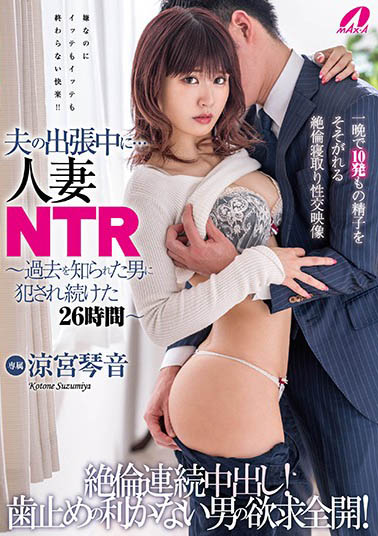 MAX-A
嫌なのに
イッテもイッテも
終わらない快楽!!
一晩で10発もの精子を
そそがれる
絶倫寝取り性交映像
夫の出張中に…
人妻
NTR
～過去を知られた男に
犯され続けた
26時間～
専属 涼宮琴音
Kotone Suzumiya
絶倫連続中出し!
歯止めの利かない男の欲求全開!